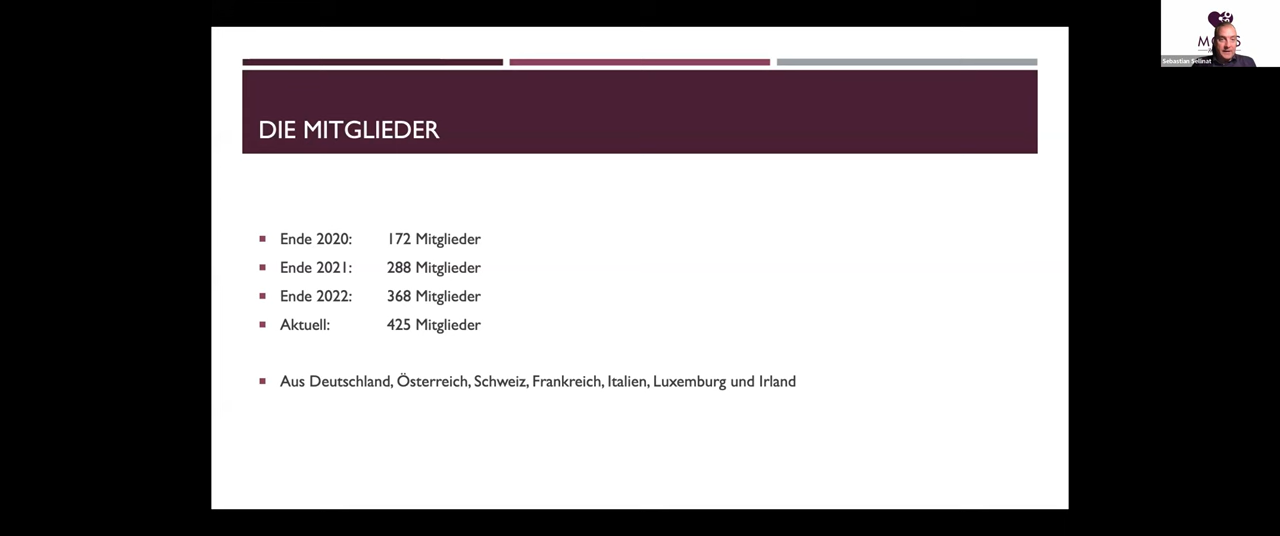 DIE MITGLIEDER
Ende 2020: 172 Mitglieder
Ende 2021: 288 Mitglieder
Ende 2022: 368 Mitglieder
Aktuell: 425 Mitglieder
Aus Deutschland, Österreich, Schweiz, Frankreich, Italien, Luxemburg und Irland
Sebastian Sellinat